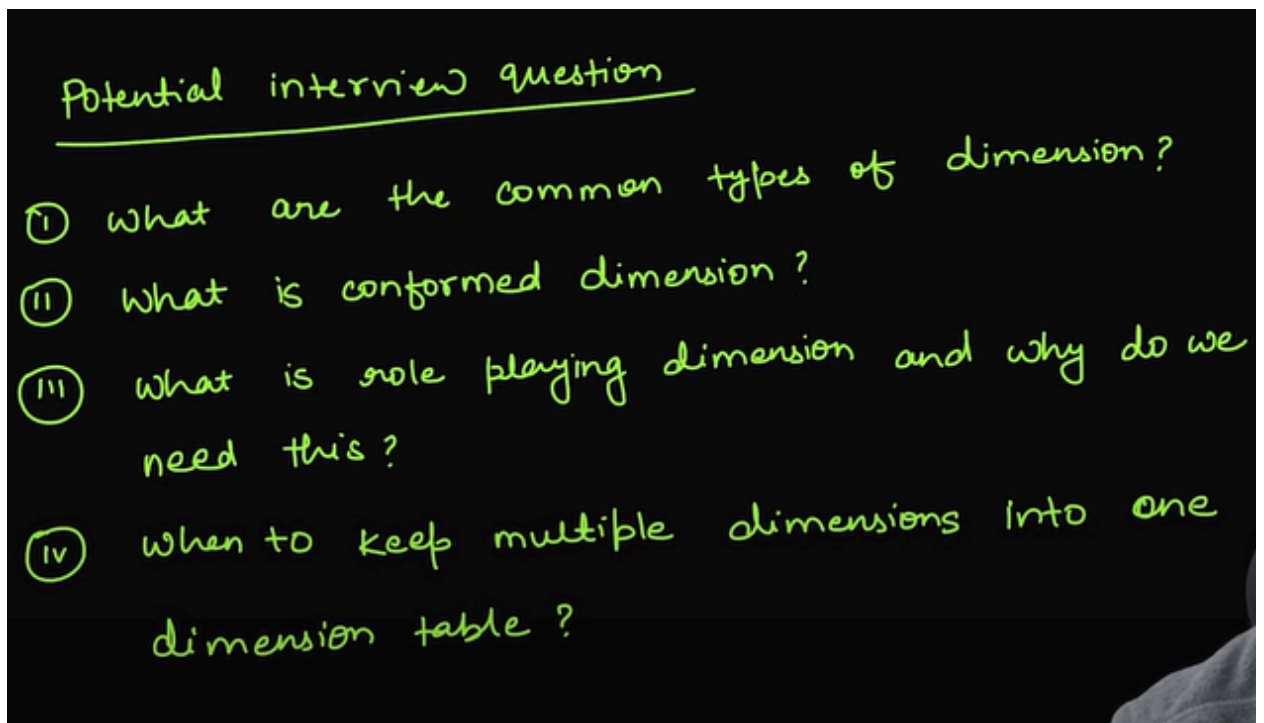 Potential interview question
(I) What are the common types of dimension?
(II) What is conformed dimension?
(III) What is role playing dimension and why do we
need this?
(IV) When to keep multiple dimensions into one
dimension table?